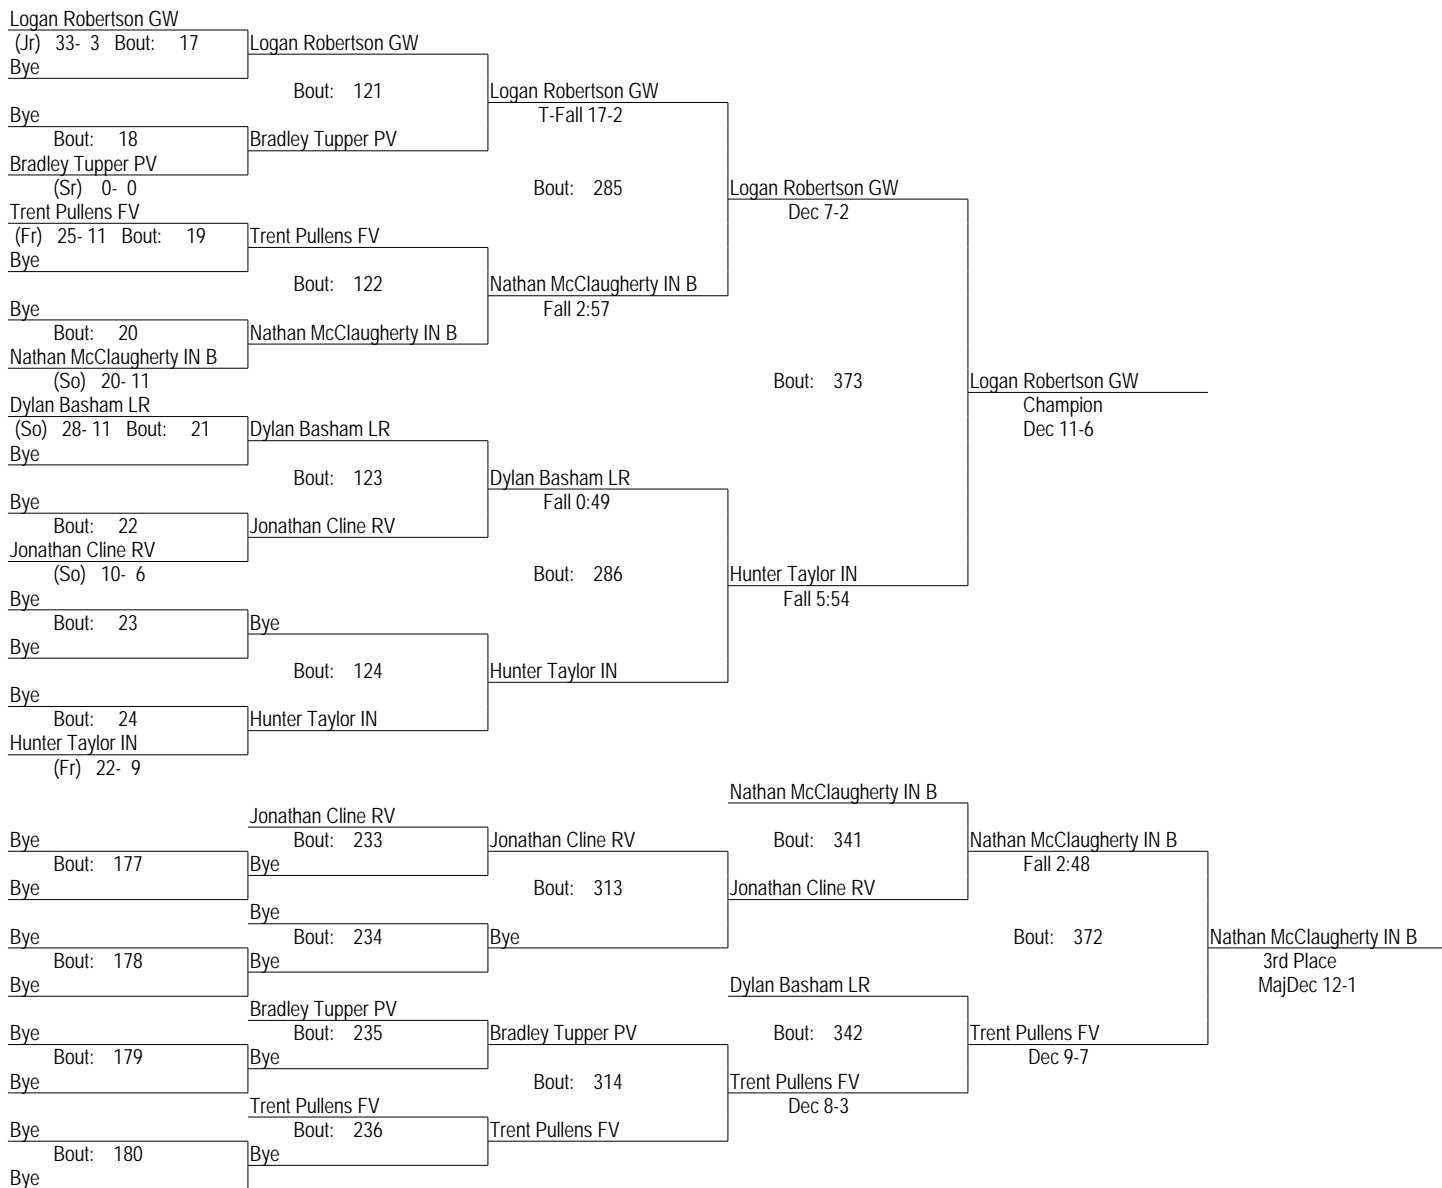 Logan Robertson GW
(Jr) 33- 3 Bout: 17
Logan Robertson GW
Bye
Bout: 121
Logan Robertson GW
Bye
T-Fall 17-2
Bout: 18
Bradley Tupper PV
Bradley Tupper PV
(Sr) 0- 0
Bout: 285
Logan Robertson GW
Trent Pullens FV
Dec 7-2
(Fr) 25- 11 Bout: 19
Trent Pullens FV
Bye
Bout: 122
Nathan McClaugherty IN B
Bye
Fall 2:57
Bout: 20
Nathan McClaugherty IN B
Nathan McClaugherty IN B
(So) 20- 11
Bout: 373
Logan Robertson GW
Dylan Basham LR
Champion
(So) 28- 11 Bout: 21
Dylan Basham LR
Dec 11-6
Bye
Bout: 123
Dylan Basham LR
Bye
Fall 0:49
Bout: 22
Jonathan Cline RV
Jonathan Cline RV
(So) 10- 6
Bout: 286
Hunter Taylor IN
Bye
Fall 5:54
Bout: 23
Bye
Bye
Bout: 124
Hunter Taylor IN
Bye
Bout: 24
Hunter Taylor IN
Hunter Taylor IN
(Fr) 22- 9
Nathan McClaugherty IN B
Jonathan Cline RV
Bye
Bout: 233
Jonathan Cline RV
Bout: 341
Nathan McClaugherty IN B
Bout: 177
Bye
Fall 2:48
Bye
Bout: 313
Jonathan Cline RV
Bye
Bye
Bout: 234
Bye
Bout: 372
Nathan McClaugherty IN B
Bout: 178
Bye
3rd Place
Bye
Dylan Basham LR
MajDec 12-1
Bradley Tupper PV
Bye
Bout: 235
Bradley Tupper PV
Bout: 342
Trent Pullens FV
Bout: 179
Bye
Dec 9-7
Bye
Bout: 314
Trent Pullens FV
Trent Pullens FV
Dec 8-3
Bye
Bout: 236
Trent Pullens FV
Bout: 180
Bye
Bye